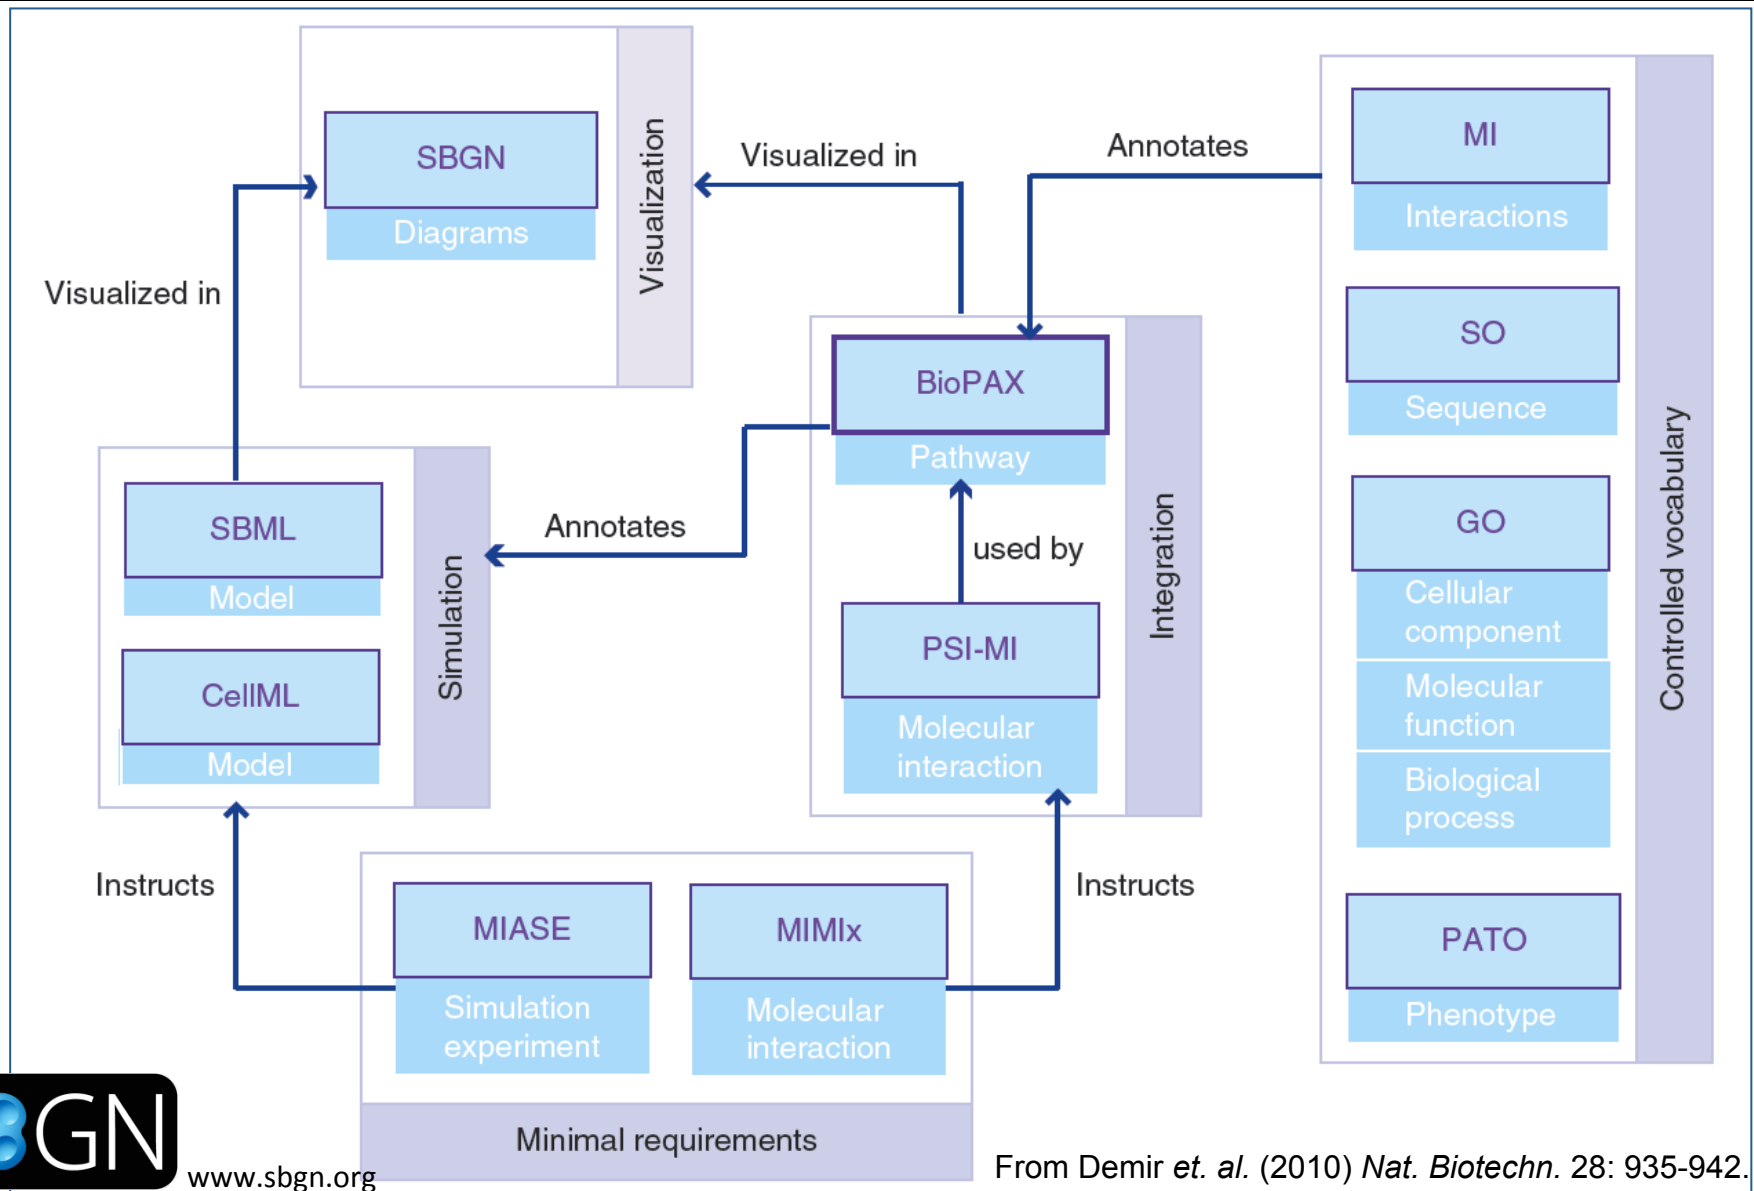 SBGN
Diagrams
Visualization
Visualized in
Visualized in
Annotates
MI
Interactions
SO
Sequence
GO
Cellular
component
Molecular
function
Biological
process
PATO
Phenotype
Controlled vocabulary
BioPAX
Pathway
used by
PSI-MI
Molecular
interaction
Integration
Annotates
SBML
Model
CellML
Model
Simulation
Instructs
Instructs
MIASE
Simulation
experiment
MIMIx
Molecular
interaction
Minimal requirements
GN
www.sbgn.org
From Demir et. al. (2010) Nat. Biotechn. 28: 935-942.